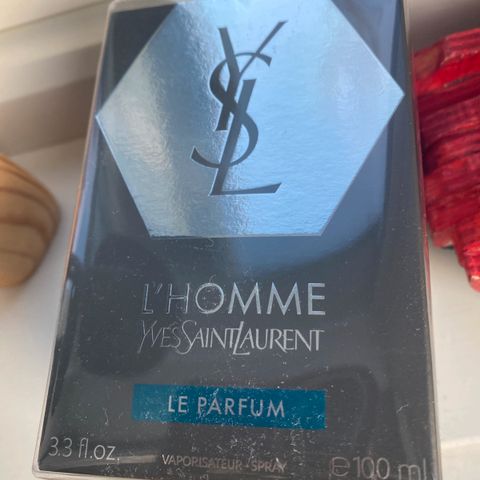 YSL
L'HOMME
YVES SAINT LAURENT
LE PARFUM
3.3 fl.oz.
VAPORISATEUR - SPRAY
℮100 ml